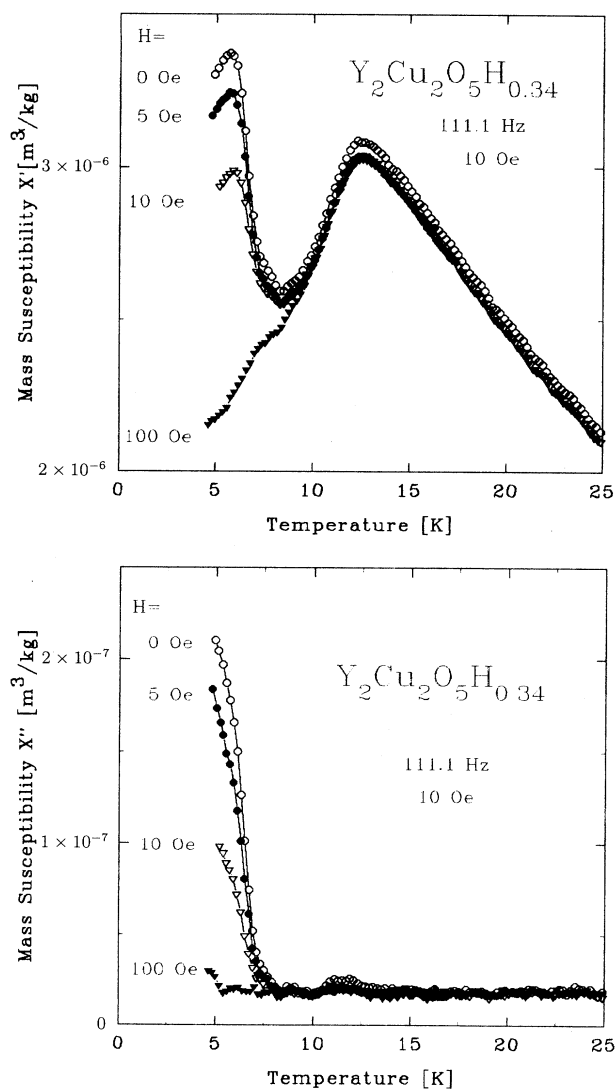 H=
0 Oe
5 Oe
10 Oe
100 Oe
Y₂Cu₂O₅H₀.₃₄
111.1 Hz
10 Oe
Mass Susceptibility X'[m³/kg]
3 × 10⁻⁶
2 × 10⁻⁶
0 5 10 15 20 25
Temperature [K]
H=
0 Oe
5 Oe
10 Oe
100 Oe
Y₂Cu₂O₅H₀ ₃₄
111.1 Hz
10 Oe
Mass Susceptibility X" [m³/kg]
2 × 10⁻⁷
1 × 10⁻⁷
0
0 5 10 15 20 25
Temperature [K]